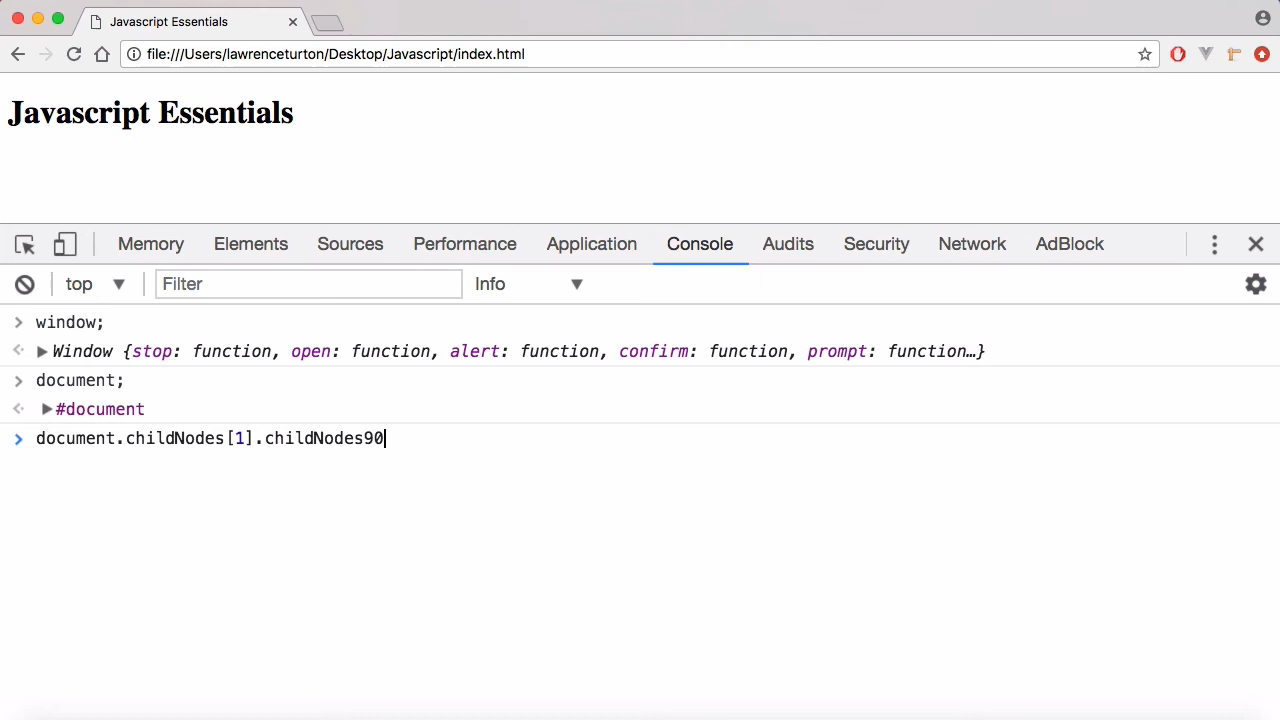 Javascript Essentials
file:///Users/lawrenceturton/Desktop/Javascript/index.html
Javascript Essentials
Memory Elements Sources Performance Application Console Audits Security Network AdBlock
top Filter Info
window;
Window {stop: function, open: function, alert: function, confirm: function, prompt: function…}
document;
#document
document.childNodes[1].childNodes90